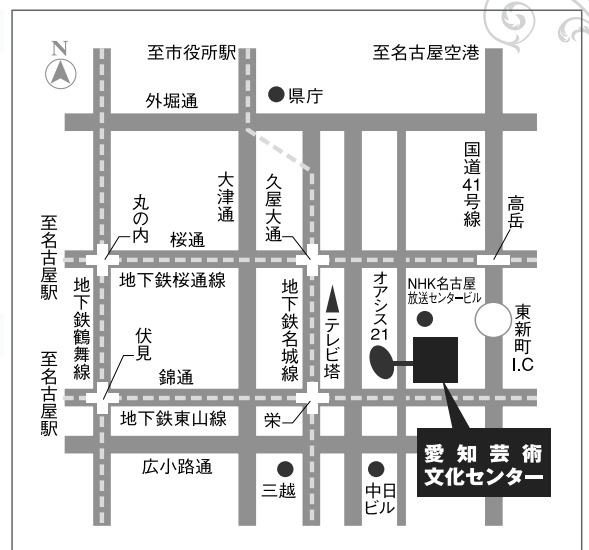 N
至市役所駅
至名古屋空港
県庁
外堀通
国道41号線
大津通
久屋大通
丸の内
高岳
至名古屋駅
桜通
地下鉄桜通線
地下鉄鶴舞線
地下鉄名城線
テレビ塔
オアシス21
NHK名古屋
放送センタービル
東新町I.C
伏見
至名古屋駅
錦通
地下鉄東山線
栄
愛知芸術
文化センター
広小路通
三越
中日
ビル